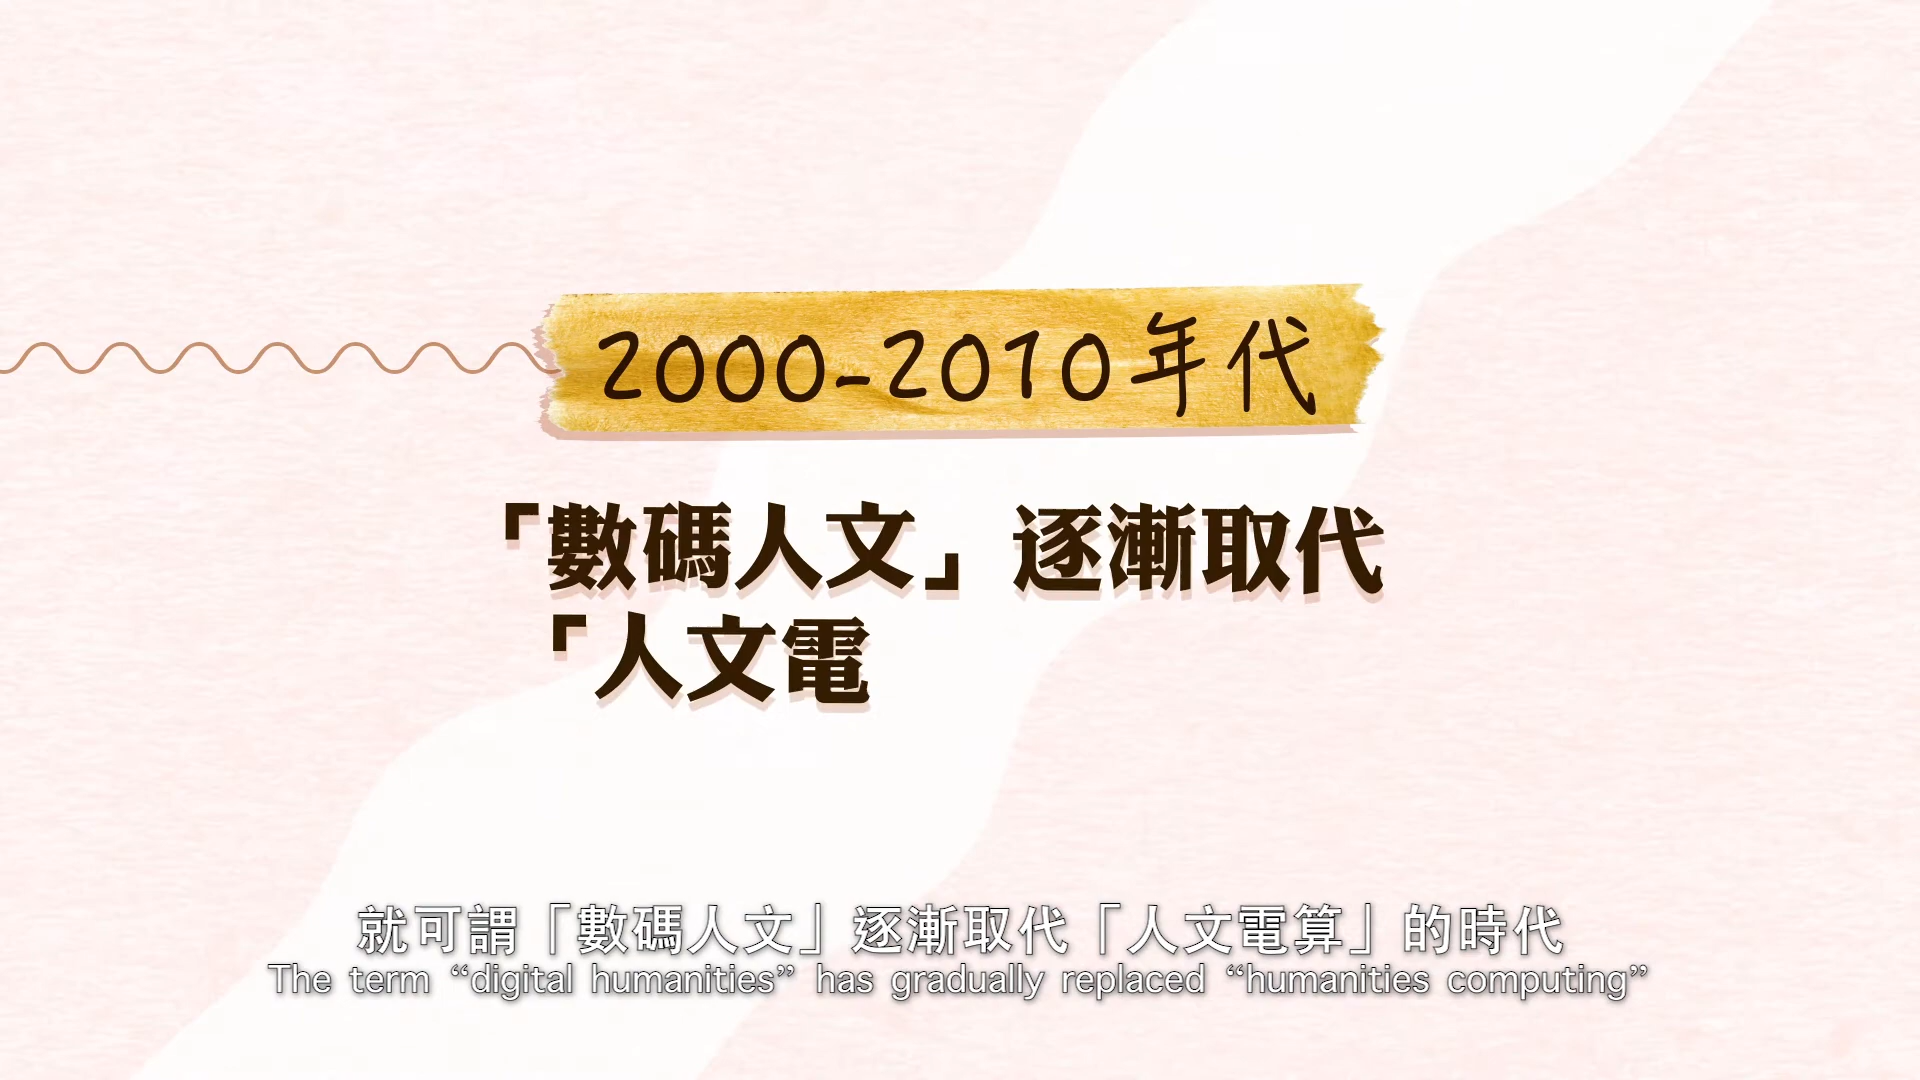 2000-2010年代
「數碼人文」逐漸取代
「人文電
就可謂「數碼人文」逐漸取代「人文電算」的時代
The term “digital humanities” has gradually replaced “humanities computing”